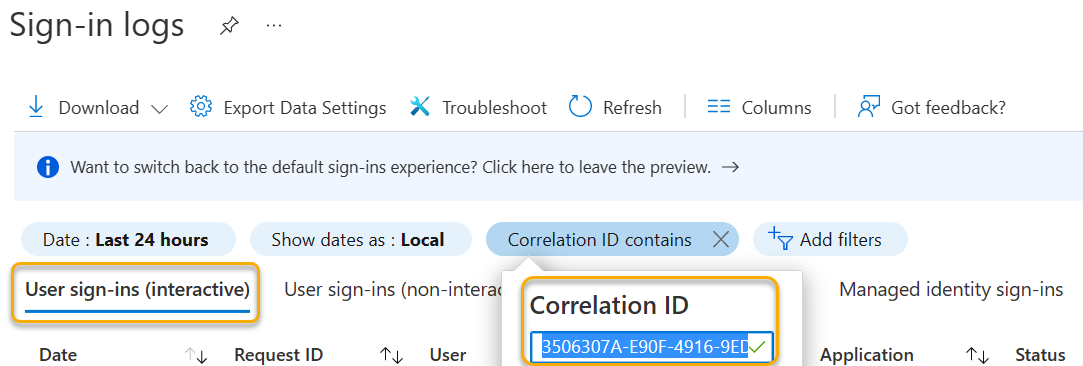 Sign-in logs
Download Export Data Settings Troubleshoot Refresh Columns Got feedback?
Want to switch back to the default sign-ins experience? Click here to leave the preview. →
Date : Last 24 hours Show dates as : Local Correlation ID contains Add filters
User sign-ins (interactive) User sign-ins (non-interac Managed identity sign-ins
Correlation ID
3506307A-E90F-4916-9ED
Date Request ID User Application Status